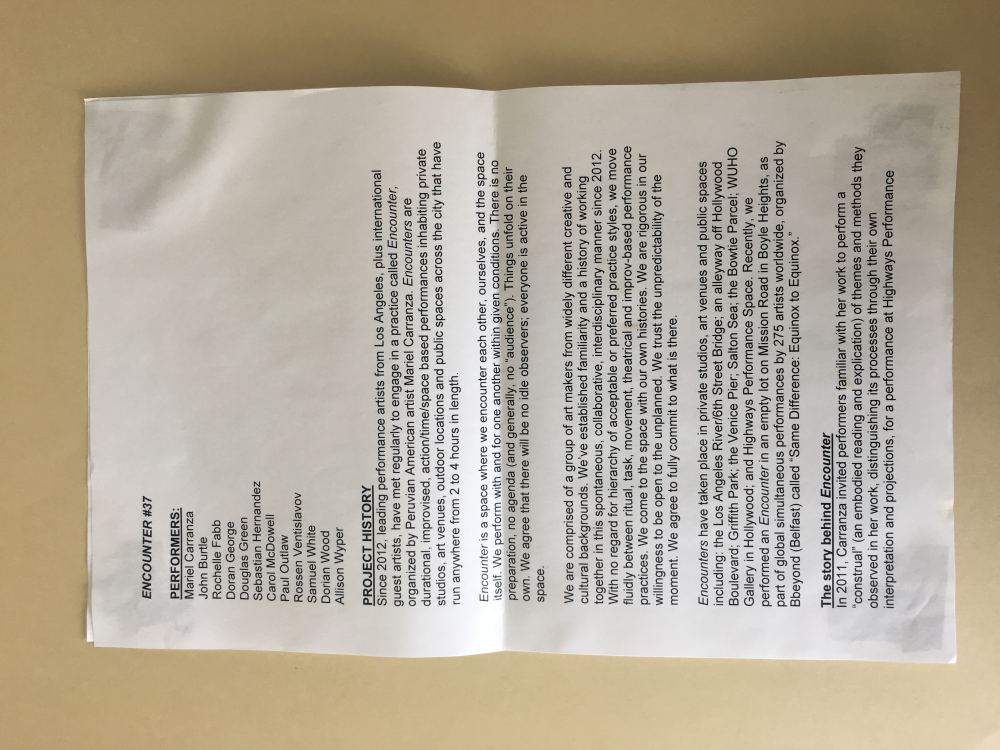 ENCOUNTER #37
PERFORMERS:
Mariel Carranza
John Burtle
Rochelle Fabb
Doran George
Douglas Green
Sebastian Hernandez
Carol McDowell
Paul Outlaw
Rossen Ventislavov
Samuel White
Dorian Wood
Allison Wyper
PROJECT HISTORY
Since 2012, leading performance artists from Los Angeles, plus international
guest artists, have met regularly to engage in a practice called Encounter,
organized by Peruvian American artist Mariel Carranza. Encounters are
durational, improvised, action/time/space based performances inhabiting private
studios, art venues, outdoor locations and public spaces across the city that have
run anywhere from 2 to 4 hours in length.
Encounter is a space where we encounter each other, ourselves, and the space
itself. We perform with and for one another within given conditions. There is no
preparation, no agenda (and generally, no "audience"). Things unfold on their
own. We agree that there will be no idle observers; everyone is active in the
space.
We are comprised of a group of art makers from widely different creative and
cultural backgrounds. We've established familiarity and a history of working
together in this spontaneous, collaborative, interdisciplinary manner since 2012.
With no regard for hierarchy of acceptable or preferred practice styles, we move
fluidly between ritual, task, movement, theatrical and improv-based performance
practices. We come to the space with our own histories. We are rigorous in our
willingness to be open to the unplanned. We trust the unpredictability of the
moment. We agree to fully commit to what is there.
Encounters have taken place in private studios, art venues and public spaces
including: the Los Angeles River/6th Street Bridge; an alleyway off Hollywood
Boulevard; Griffith Park; the Venice Pier; Salton Sea; the Bowtie Parcel; WUHO
Gallery in Hollywood; and Highways Performance Space. Recently, we
performed an Encounter in an empty lot on Mission Road in Boyle Heights, as
part of global simultaneous performances by 275 artists worldwide, organized by
Bbeyond (Belfast) called "Same Difference: Equinox to Equinox."
The story behind Encounter
In 2011, Carranza invited performers familiar with her work to perform a
"construal" (an embodied reading and explication) of themes and methods they
observed in her work, distinguishing its processes through their own
interpretation and projections, for a performance at Highways Performance